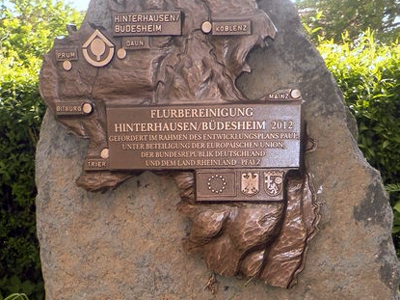 HINTERHAUSEN/
BÜDESHEIM
KOBLENZ
PRÜM
DAUN
BITBURG
MAINZ
TRIER
FLURBEREINIGUNG
HINTERHAUSEN/BÜDESHEIM 2012
GEFÖRDERT IM RAHMEN DES ENTWICKLUNGSPLANS PAUL
UNTER BETEILIGUNG DER EUROPÄISCHEN UNION,
DER BUNDESREPUBLIK DEUTSCHLAND
UND DEM LAND RHEINLAND-PFALZ